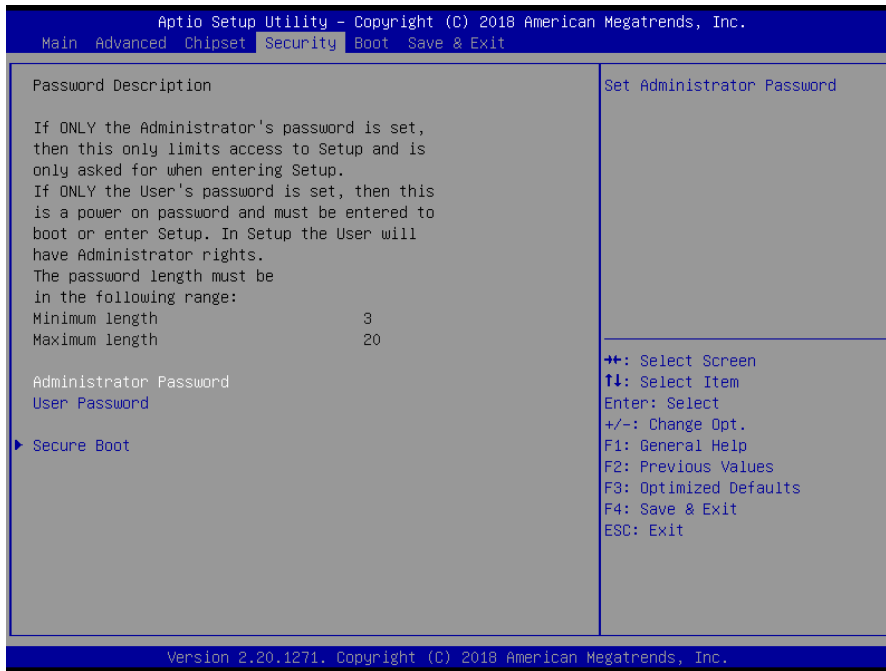 Aptio Setup Utility – Copyright (C) 2018 American Megatrends, Inc.
Main Advanced Chipset Security Boot Save & Exit
Password Description
If ONLY the Administrator's password is set,
then this only limits access to Setup and is
only asked for when entering Setup.
If ONLY the User's password is set, then this
is a power on password and must be entered to
boot or enter Setup. In Setup the User will
have Administrator rights.
The password length must be
in the following range:
Minimum length 3
Maximum length 20
Administrator Password
User Password
Secure Boot
Set Administrator Password
→←: Select Screen
↑↓: Select Item
Enter: Select
+/-: Change Opt.
F1: General Help
F2: Previous Values
F3: Optimized Defaults
F4: Save & Exit
ESC: Exit
Version 2.20.1271. Copyright (C) 2018 American Megatrends, Inc.